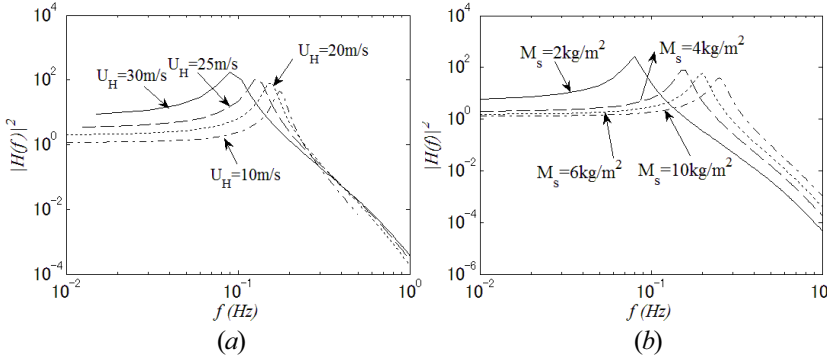 10^4
10^2
10^0
10^-2
10^-4
|H(f)|^2
U_H=30m/s
U_H=25m/s
U_H=20m/s
U_H=10m/s
10^-2
10^-1
10^0
f (Hz)
(a)
10^4
10^2
10^0
10^-2
10^-4
10^-6
|H(f)|^2
M_s=2kg/m^2
M_s=4kg/m^2
M_s=6kg/m^2
M_s=10kg/m^2
10^-2
10^-1
10^0
f (Hz)
(b)